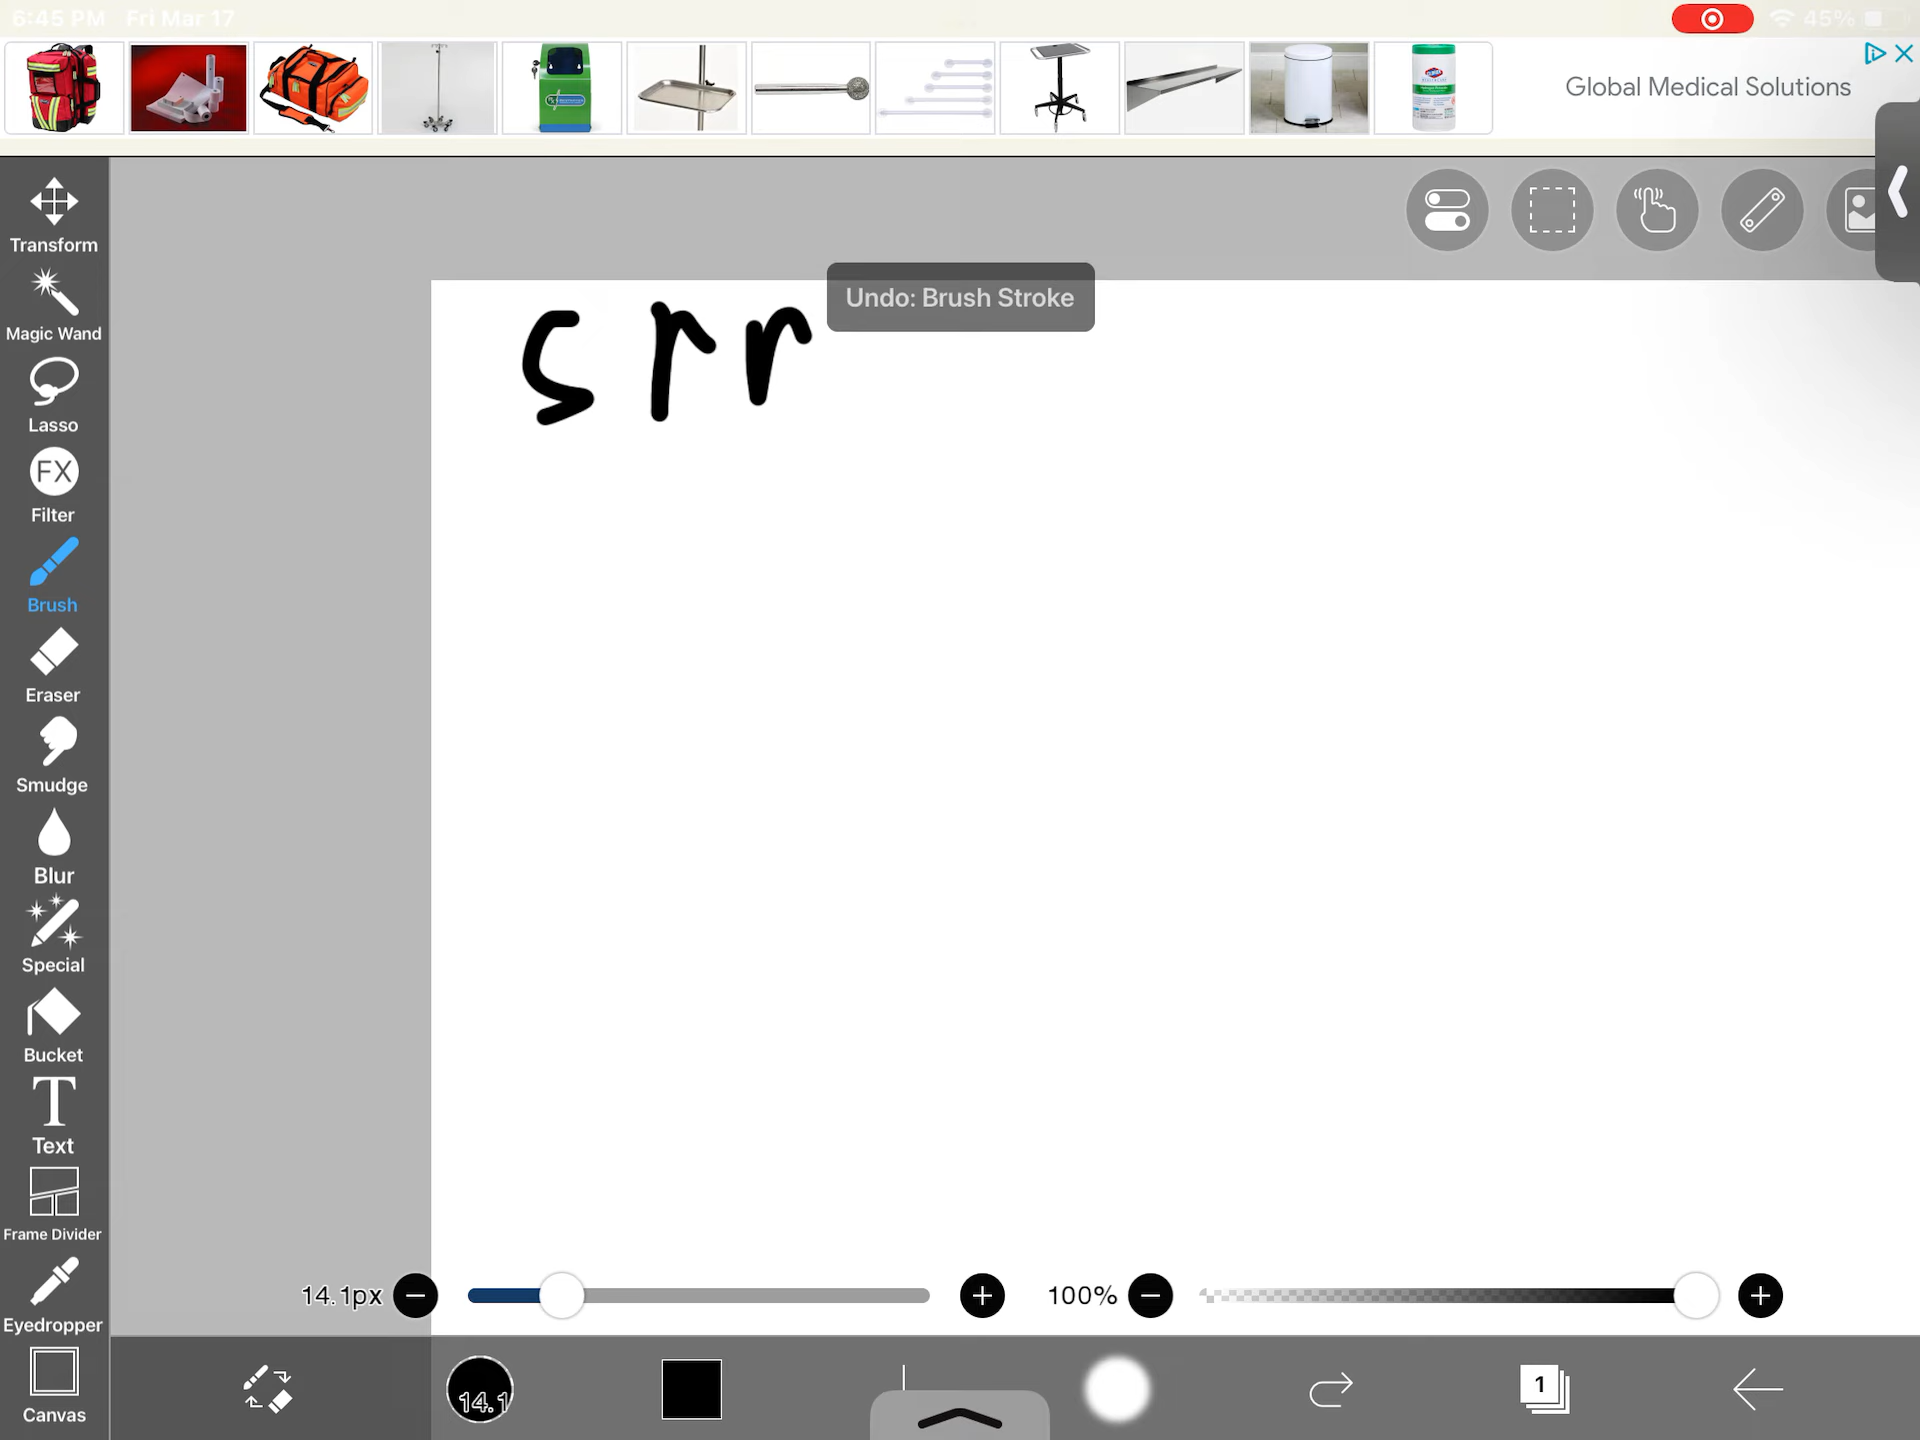 6:45 PM Fri Mar 17 45%
Global Medical Solutions
Transform
Magic Wand
Lasso
FX
Filter
Brush
Eraser
Smudge
Blur
Special
Bucket
T
Text
Frame Divider
Eyedropper
Canvas
Undo: Brush Stroke
s r r
14.1px 100%
14.1 1